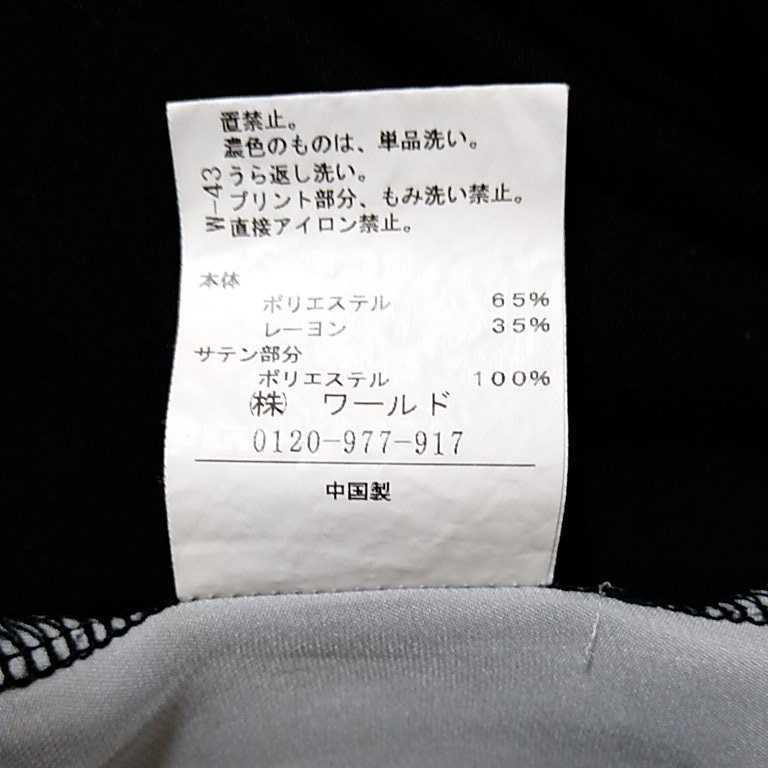 置禁止。
濃色のものは、単品洗い。
うら返し洗い。
プリント部分、もみ洗い禁止。
直接アイロン禁止。
W-43
本体
ポリエステル 65%
レーヨン 35%
サテン部分
ポリエステル 100%
㈱ ワールド
0120-977-917
中国製